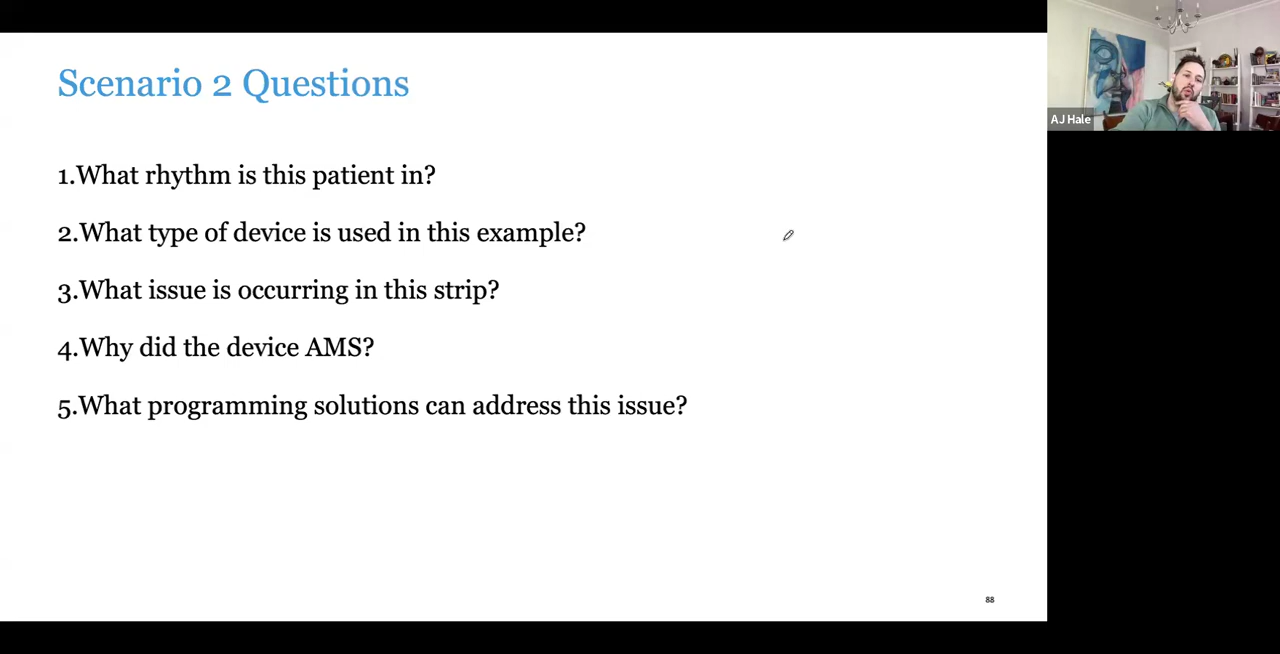 Scenario 2 Questions
1.What rhythm is this patient in?
2.What type of device is used in this example?
3.What issue is occurring in this strip?
4.Why did the device AMS?
5.What programming solutions can address this issue?
88
AJ Hale